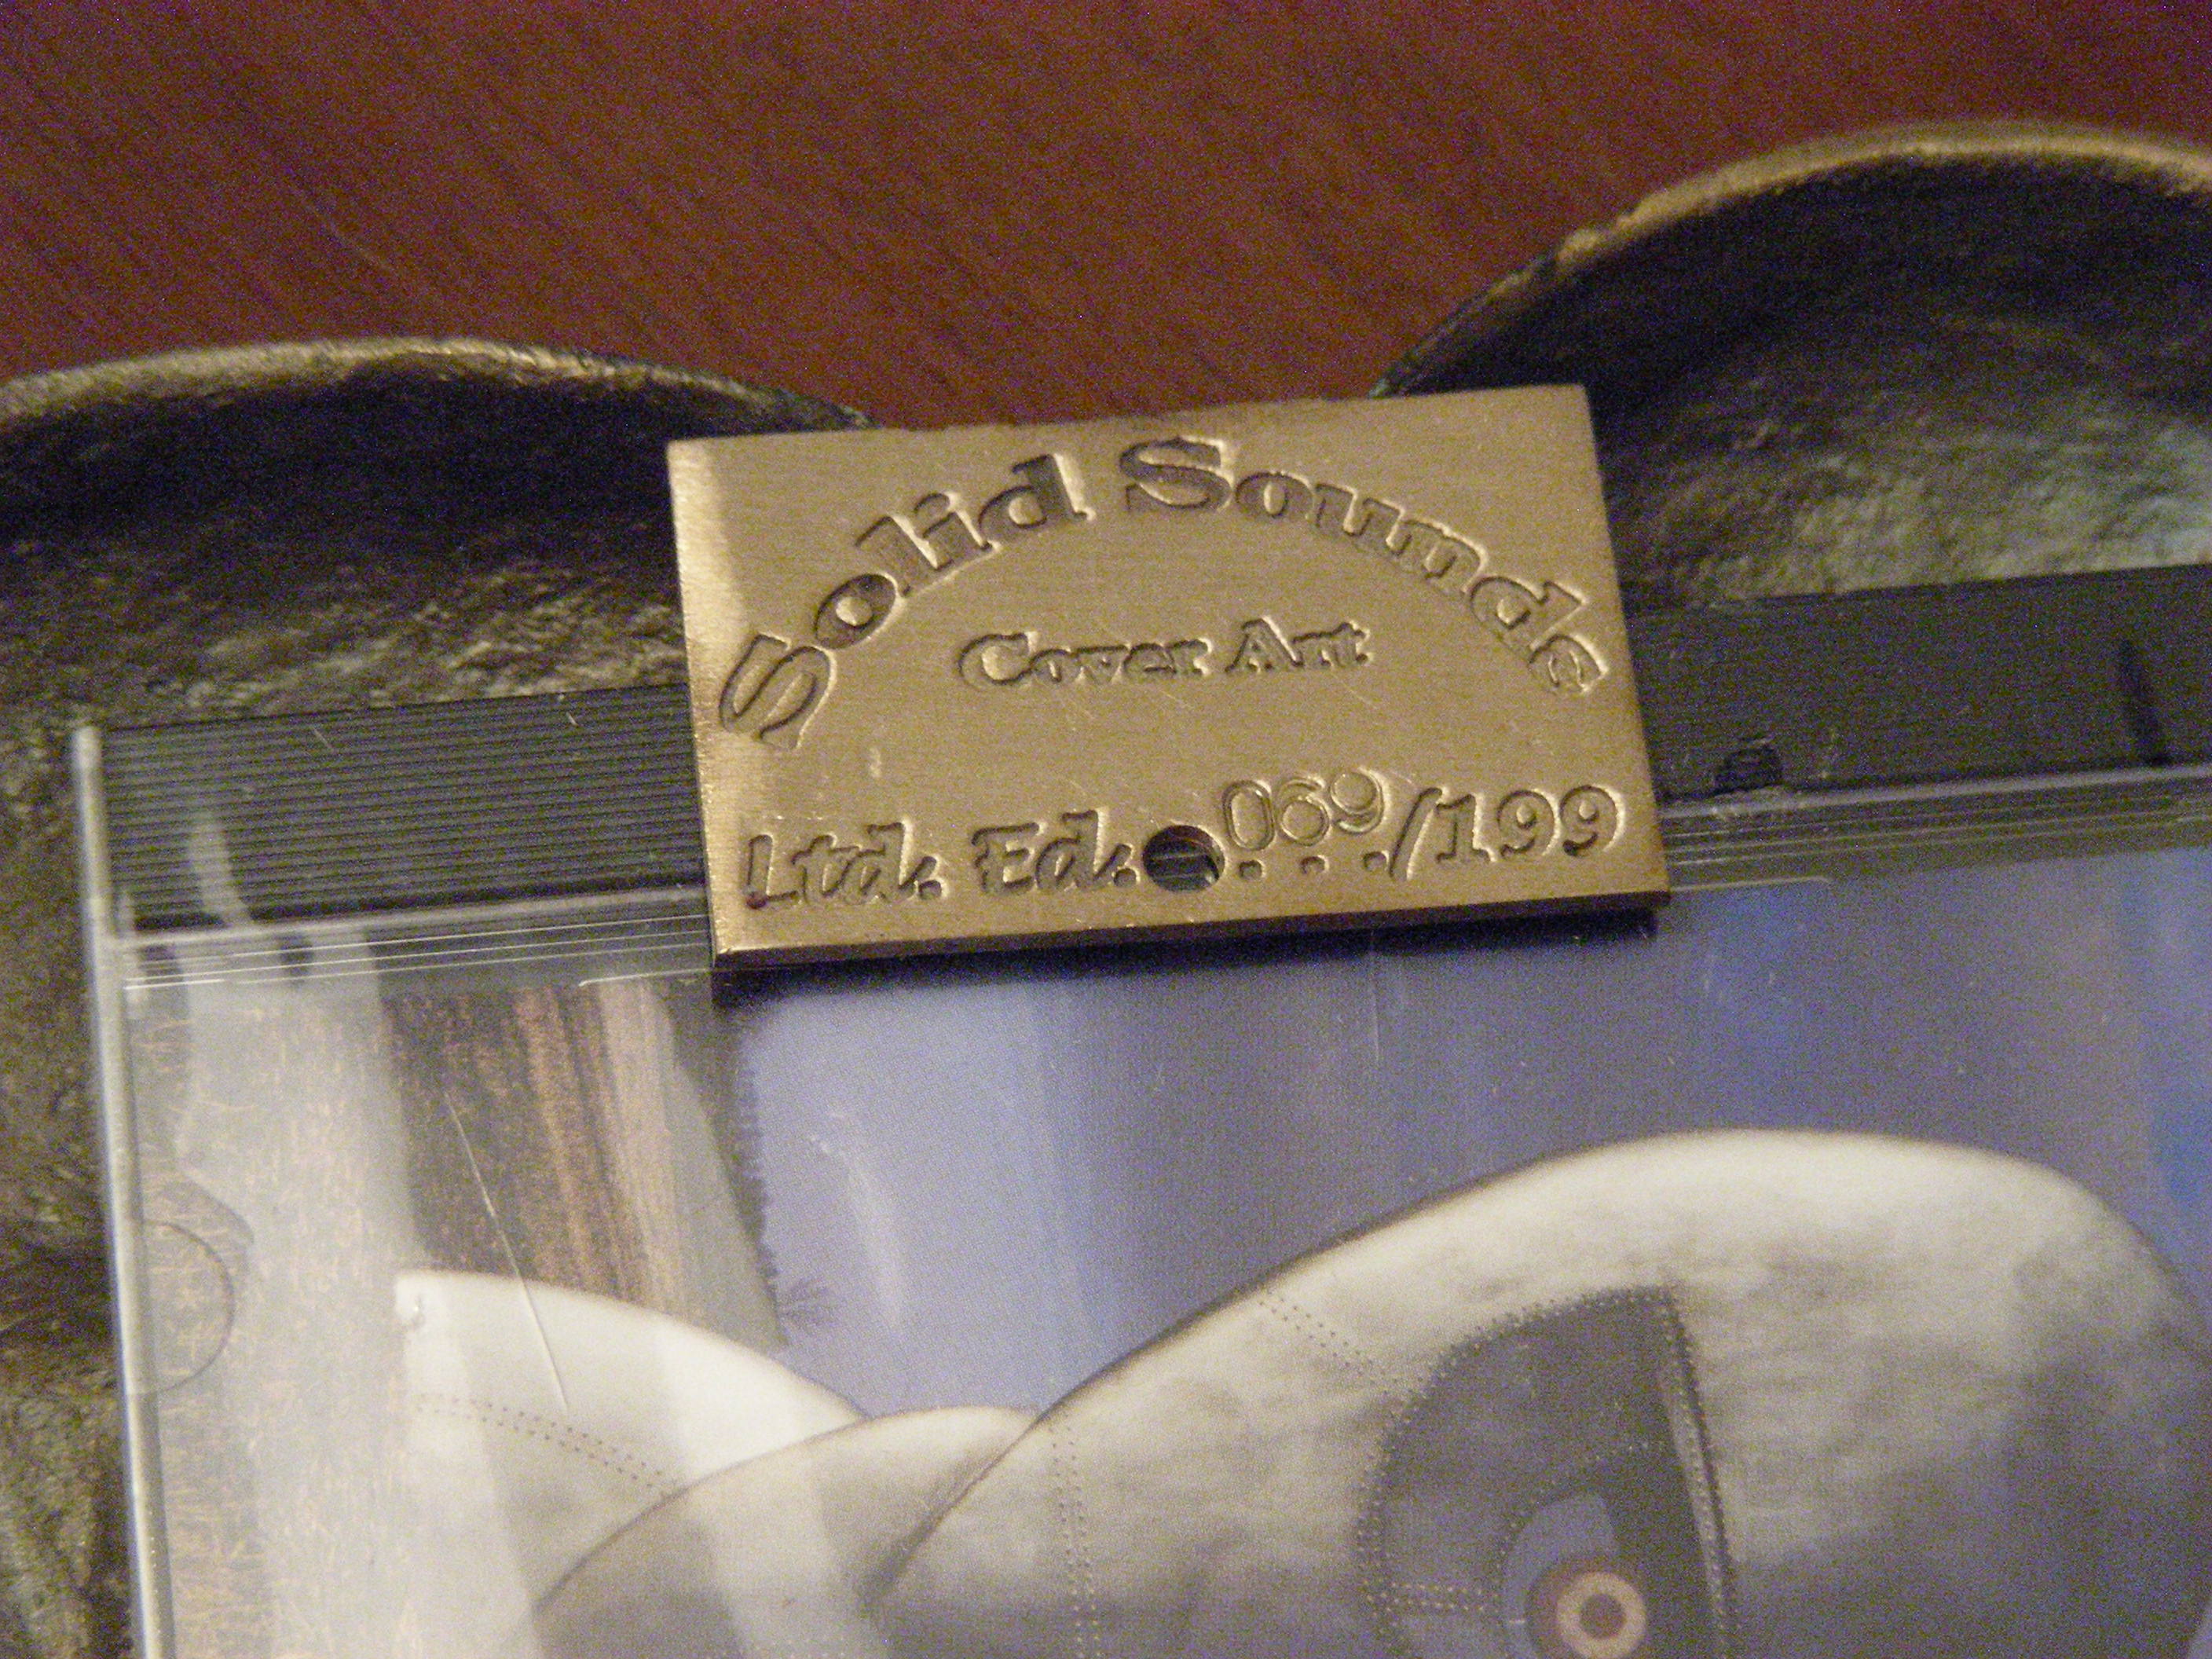 Solid Sounds
Cover Art
Ltd. Ed. 069/199